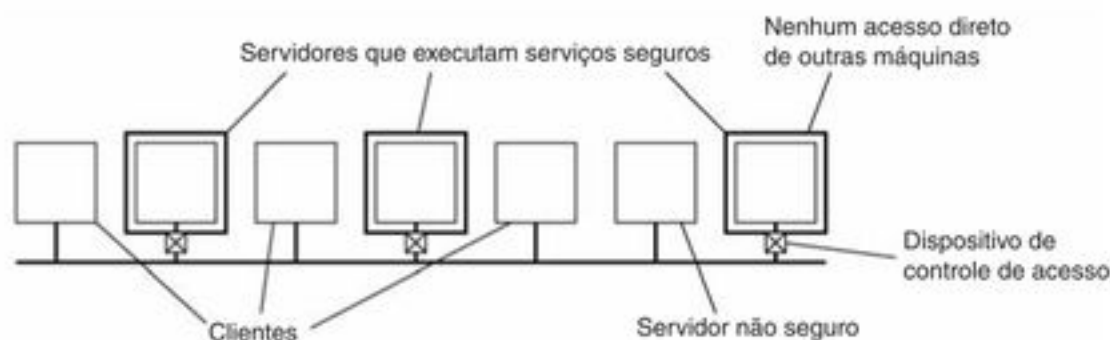 Servidores que executam serviços seguros
Nenhum acesso direto
de outras máquinas
Dispositivo de
controle de acesso
Clientes
Servidor não seguro